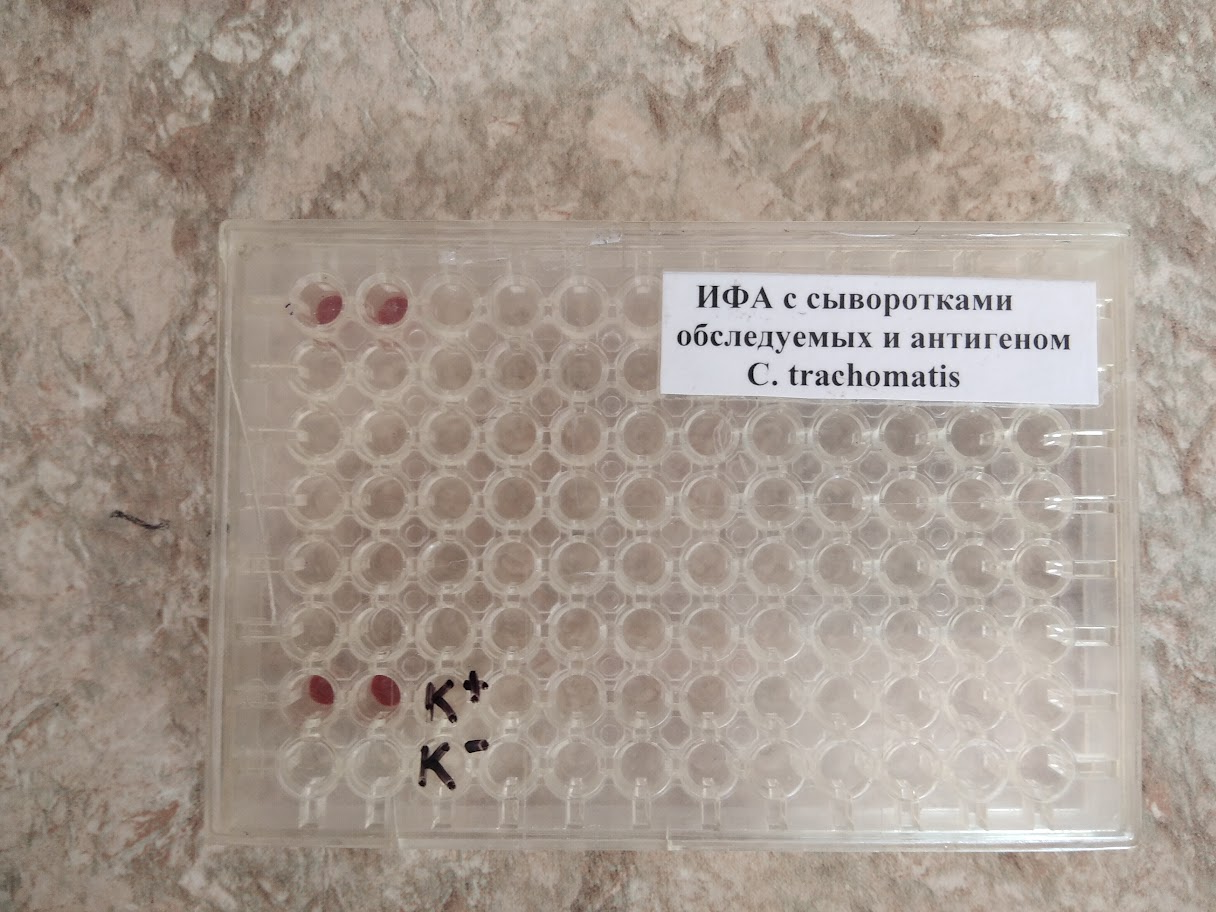 ИФА с сыворотками
обследуемых и антигеном
C. trachomatis
К+
К-